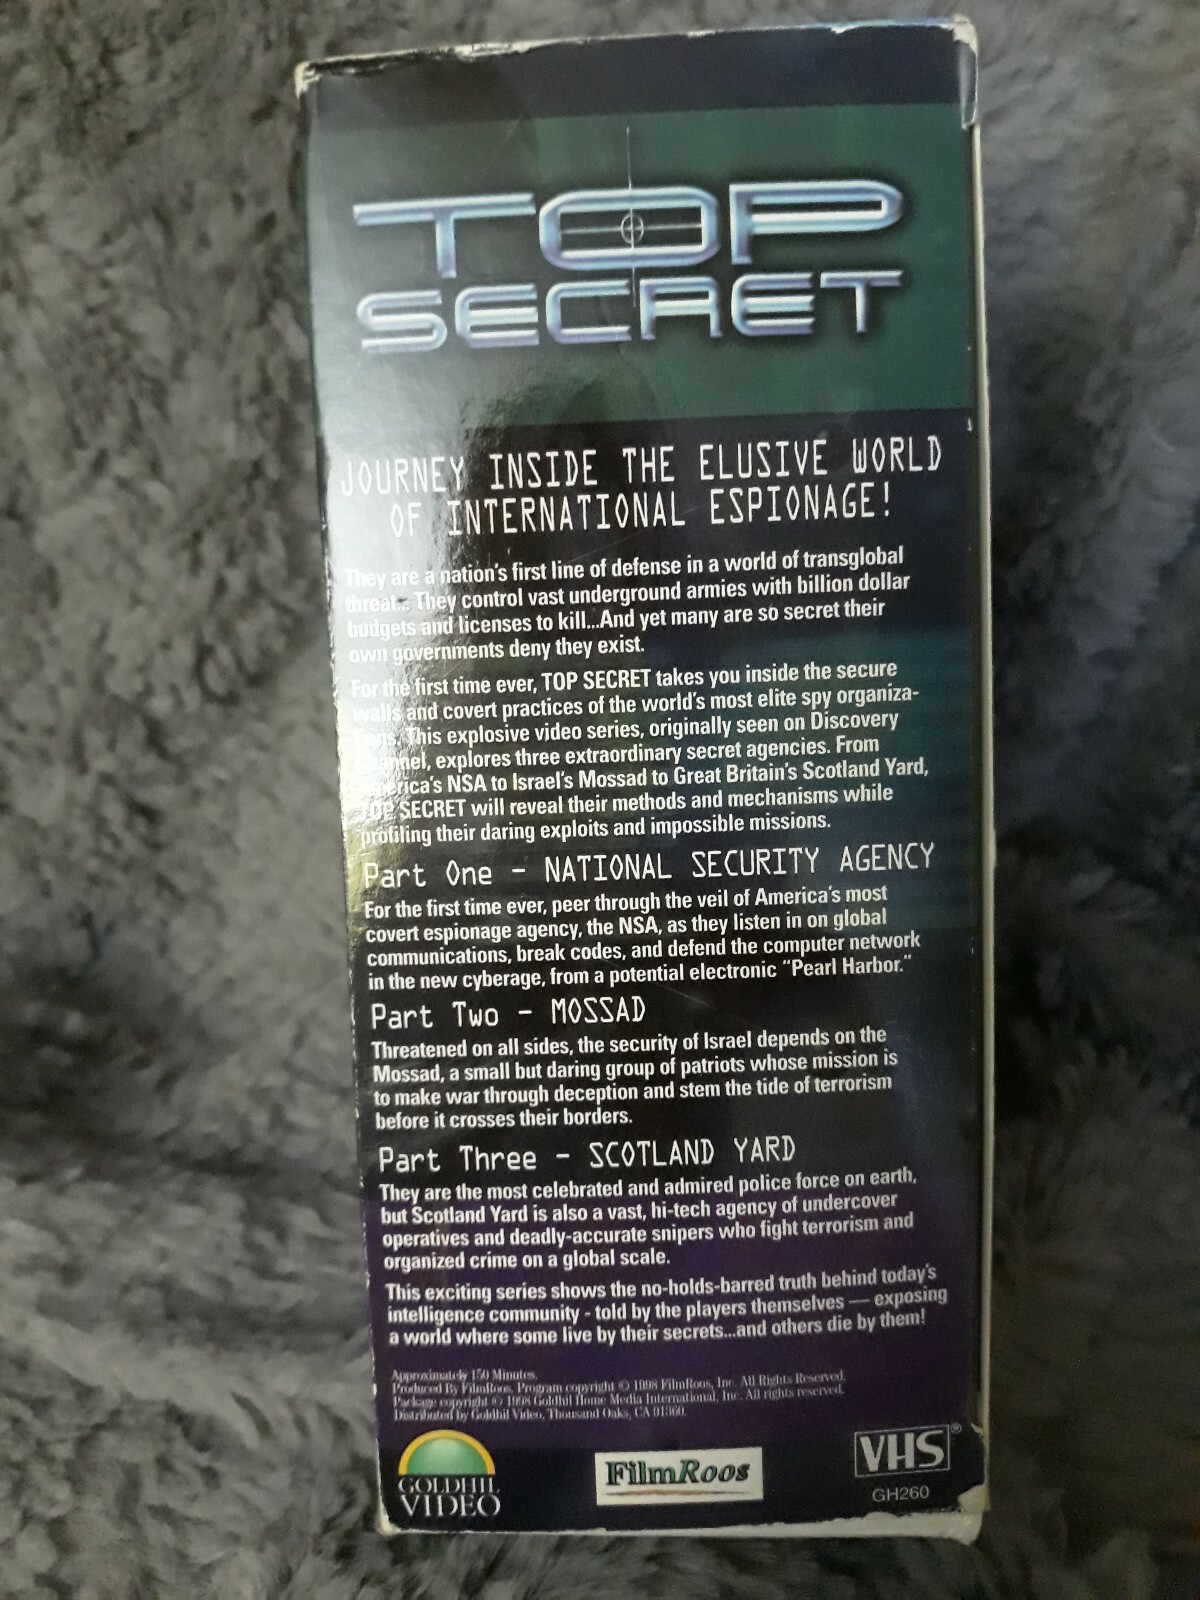 TOP
SECRET
JOURNEY INSIDE THE ELUSIVE WORLD
OF INTERNATIONAL ESPIONAGE!
They are a nation's first line of defense in a world of transglobal
threat... They control vast underground armies with billion dollar
budgets and licenses to kill...And yet many are so secret their
own governments deny they exist.
For the first time ever, TOP SECRET takes you inside the secure
walls and covert practices of the world's most elite spy organiza-
tions. This explosive video series, originally seen on Discovery
Channel, explores three extraordinary secret agencies. From
America's NSA to Israel's Mossad to Great Britain's Scotland Yard,
TOP SECRET will reveal their methods and mechanisms while
profiling their daring exploits and impossible missions.
Part One - NATIONAL SECURITY AGENCY
For the first time ever, peer through the veil of America's most
covert espionage agency, the NSA, as they listen in on global
communications, break codes, and defend the computer network
in the new cyberage, from a potential electronic "Pearl Harbor."
Part Two - MOSSAD
Threatened on all sides, the security of Israel depends on the
Mossad, a small but daring group of patriots whose mission is
to make war through deception and stem the tide of terrorism
before it crosses their borders.
Part Three - SCOTLAND YARD
They are the most celebrated and admired police force on earth,
but Scotland Yard is also a vast, hi-tech agency of undercover
operatives and deadly-accurate snipers who fight terrorism and
organized crime on a global scale.
This exciting series shows the no-holds-barred truth behind today's
intelligence community - told by the players themselves — exposing
a world where some live by their secrets...and others die by them!
Approximately 150 Minutes.
Produced By FilmRoos. Program copyright © 1998 FilmRoos, Inc. All Rights Reserved.
Package copyright © 1998 Goldhil Home Media International, Inc. All rights reserved.
Distributed by Goldhil Video, Thousand Oaks, CA 91360.
GOLDHIL
VIDEO
FilmRoos
VHS®
GH260